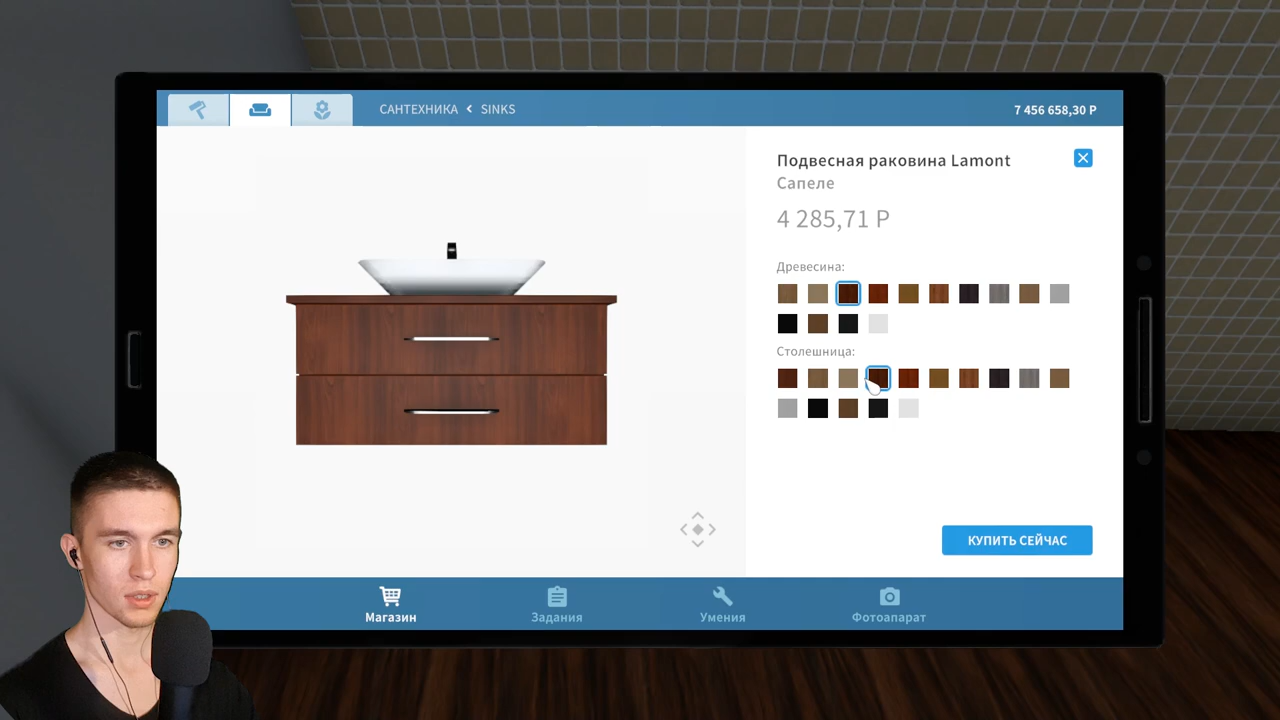 САНТЕХНИКА < SINKS
7 456 658,30 Р
Подвесная раковина Lamont
Сапеле
4 285,71 Р
Древесина:
Столешница:
КУПИТЬ СЕЙЧАС
Магазин
Задания
Умения
Фотоапарат